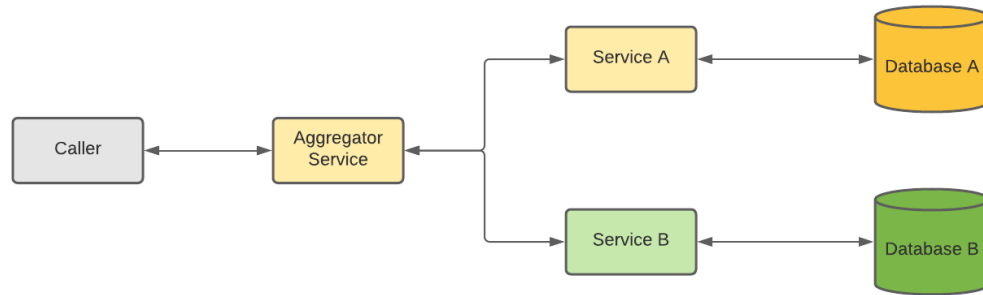 Caller
Aggregator
Service
Service A
Database A
Service B
Database B